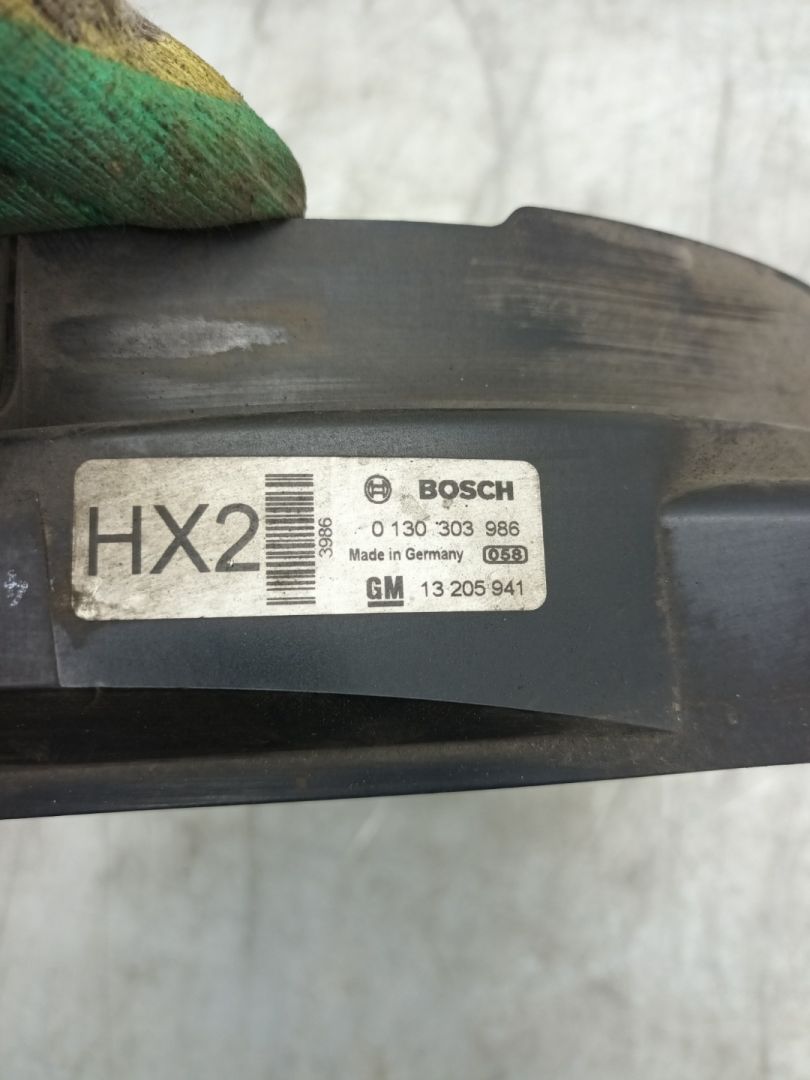 HX2
3986
BOSCH
0 130 303 986
Made in Germany 058
GM 13 205 941